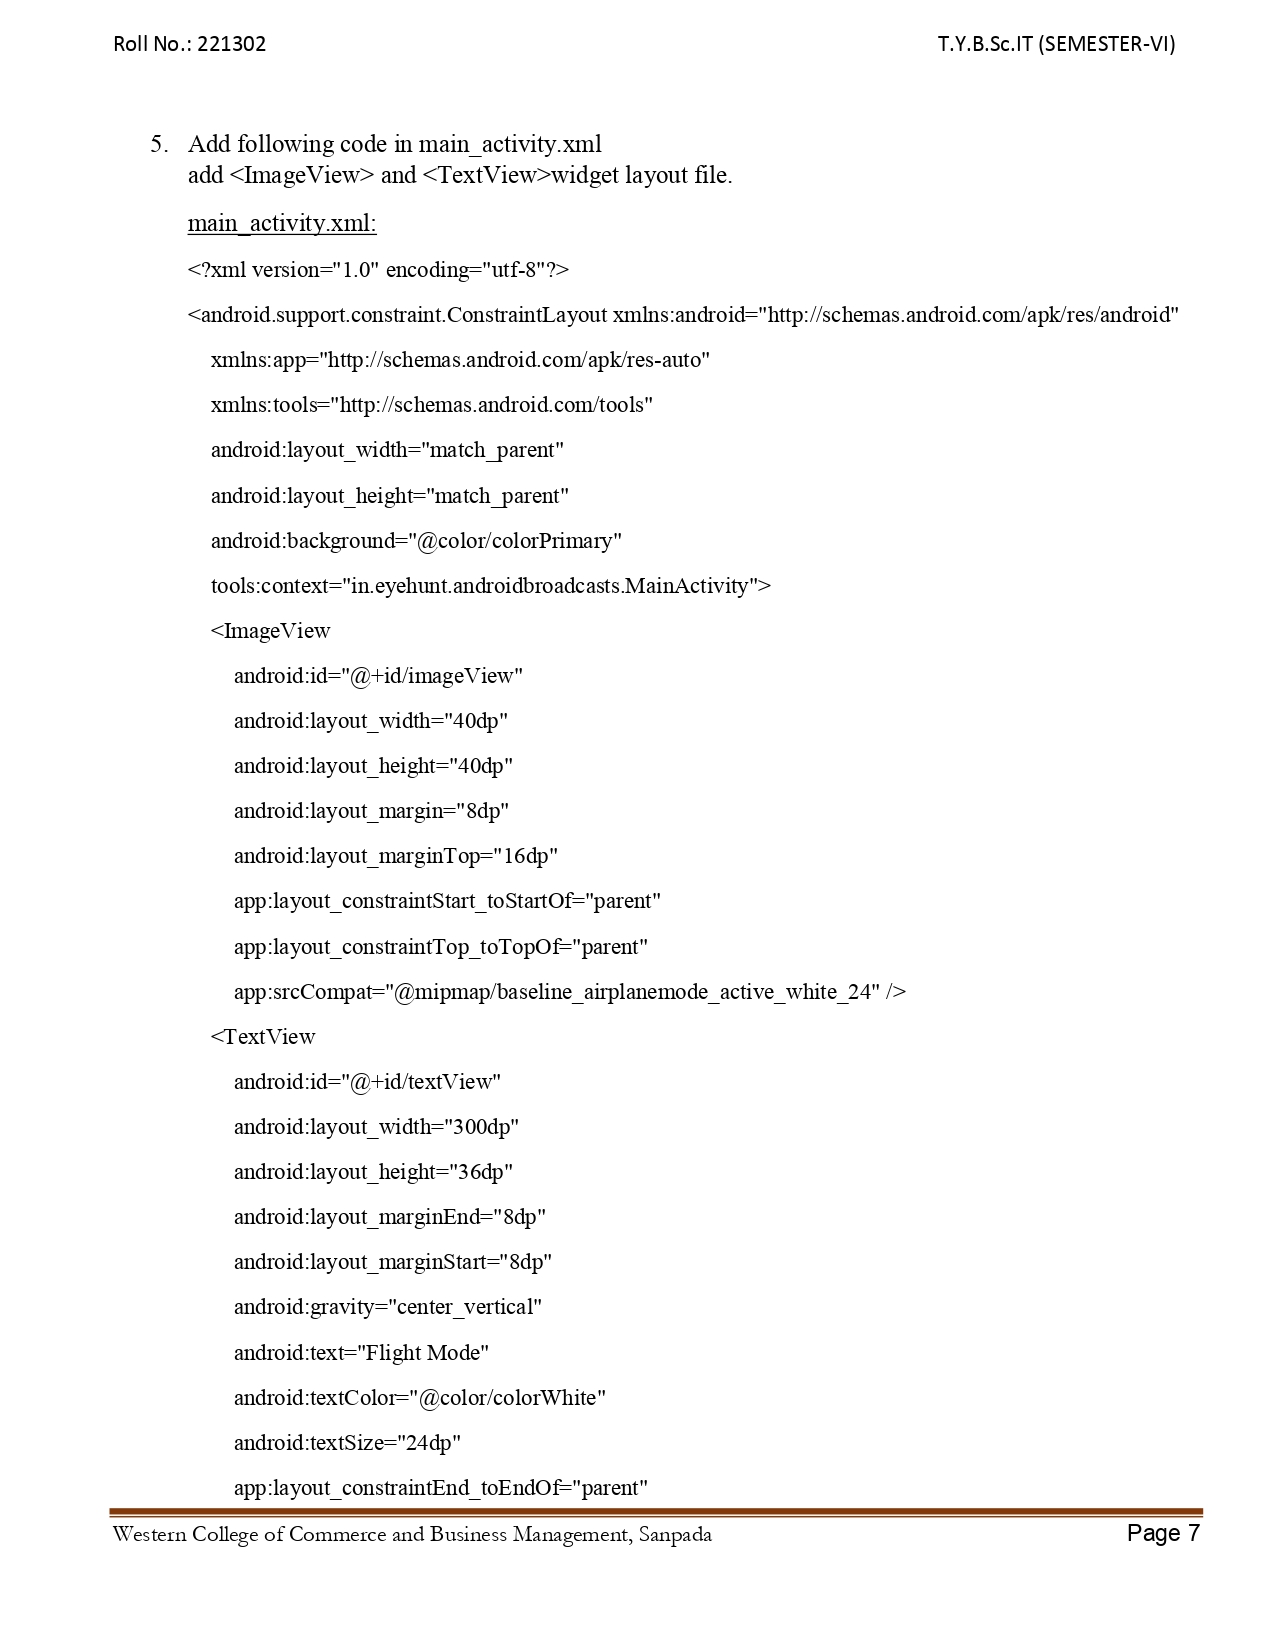 Roll No.: 221302 T.Y.B.Sc.IT (SEMESTER-VI)
5. Add following code in main_activity.xml
add <ImageView> and <TextView>widget layout file.
main_activity.xml:
<?xml version="1.0" encoding="utf-8"?>
<android.support.constraint.ConstraintLayout xmlns:android="http://schemas.android.com/apk/res/android"
xmlns:app="http://schemas.android.com/apk/res-auto"
xmlns:tools="http://schemas.android.com/tools"
android:layout_width="match_parent"
android:layout_height="match_parent"
android:background="@color/colorPrimary"
tools:context="in.eyehunt.androidbroadcasts.MainActivity">
<ImageView
android:id="@+id/imageView"
android:layout_width="40dp"
android:layout_height="40dp"
android:layout_margin="8dp"
android:layout_marginTop="16dp"
app:layout_constraintStart_toStartOf="parent"
app:layout_constraintTop_toTopOf="parent"
app:srcCompat="@mipmap/baseline_airplanemode_active_white_24" />
<TextView
android:id="@+id/textView"
android:layout_width="300dp"
android:layout_height="36dp"
android:layout_marginEnd="8dp"
android:layout_marginStart="8dp"
android:gravity="center_vertical"
android:text="Flight Mode"
android:textColor="@color/colorWhite"
android:textSize="24dp"
app:layout_constraintEnd_toEndOf="parent"
Western College of Commerce and Business Management, Sanpada Page 7